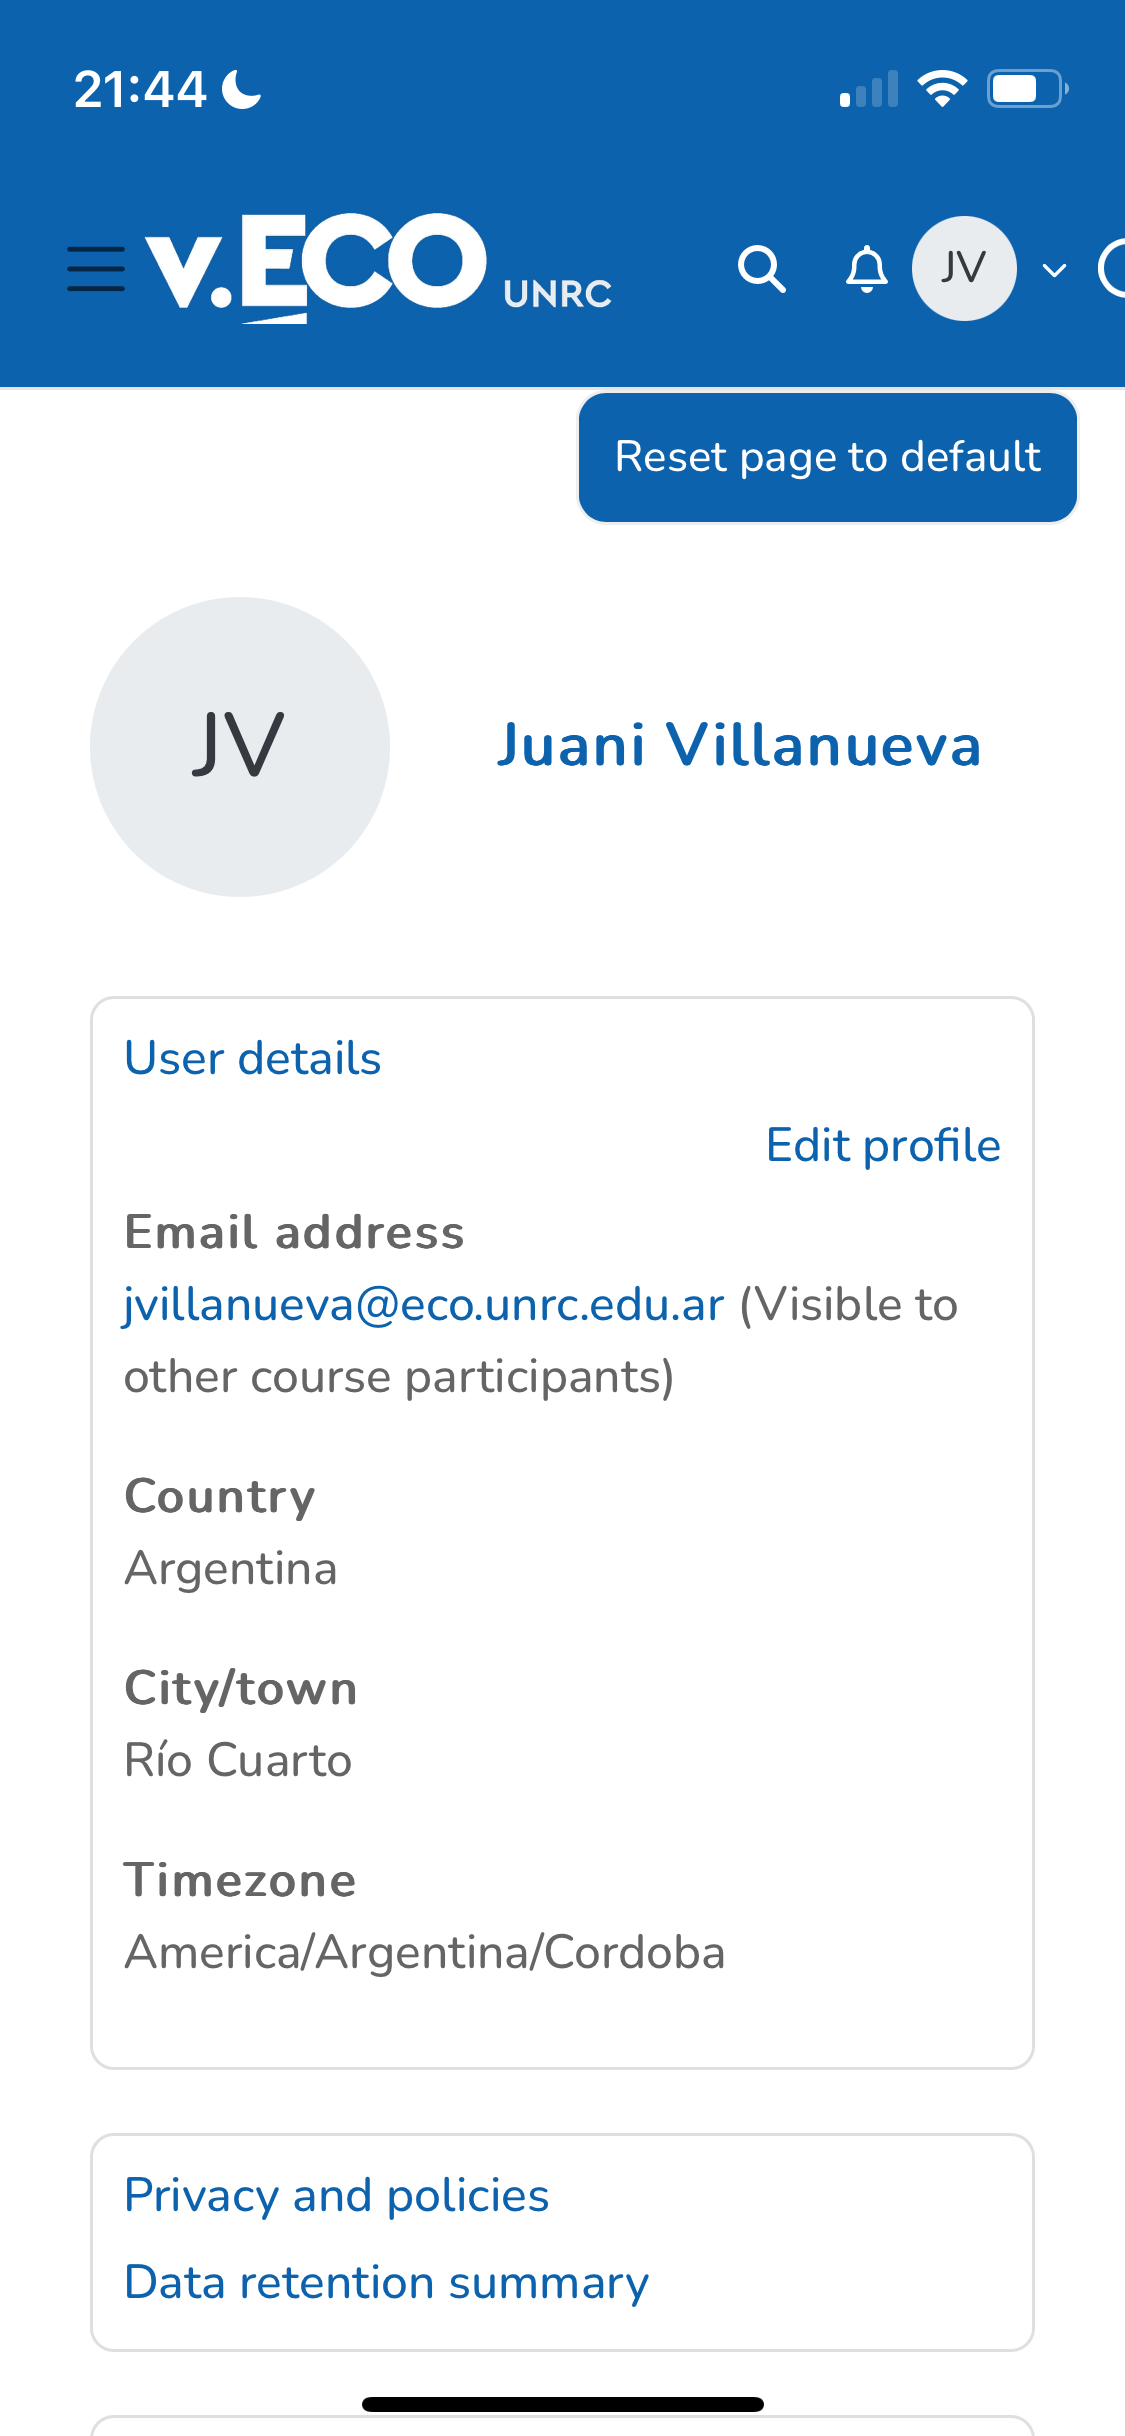 21:44
v.ECO UNRC
JV
Reset page to default
JV
Juani Villanueva
User details
Edit profile
Email address
jvillanueva@eco.unrc.edu.ar (Visible to
other course participants)
Country
Argentina
City/town
Río Cuarto
Timezone
America/Argentina/Cordoba
Privacy and policies
Data retention summary